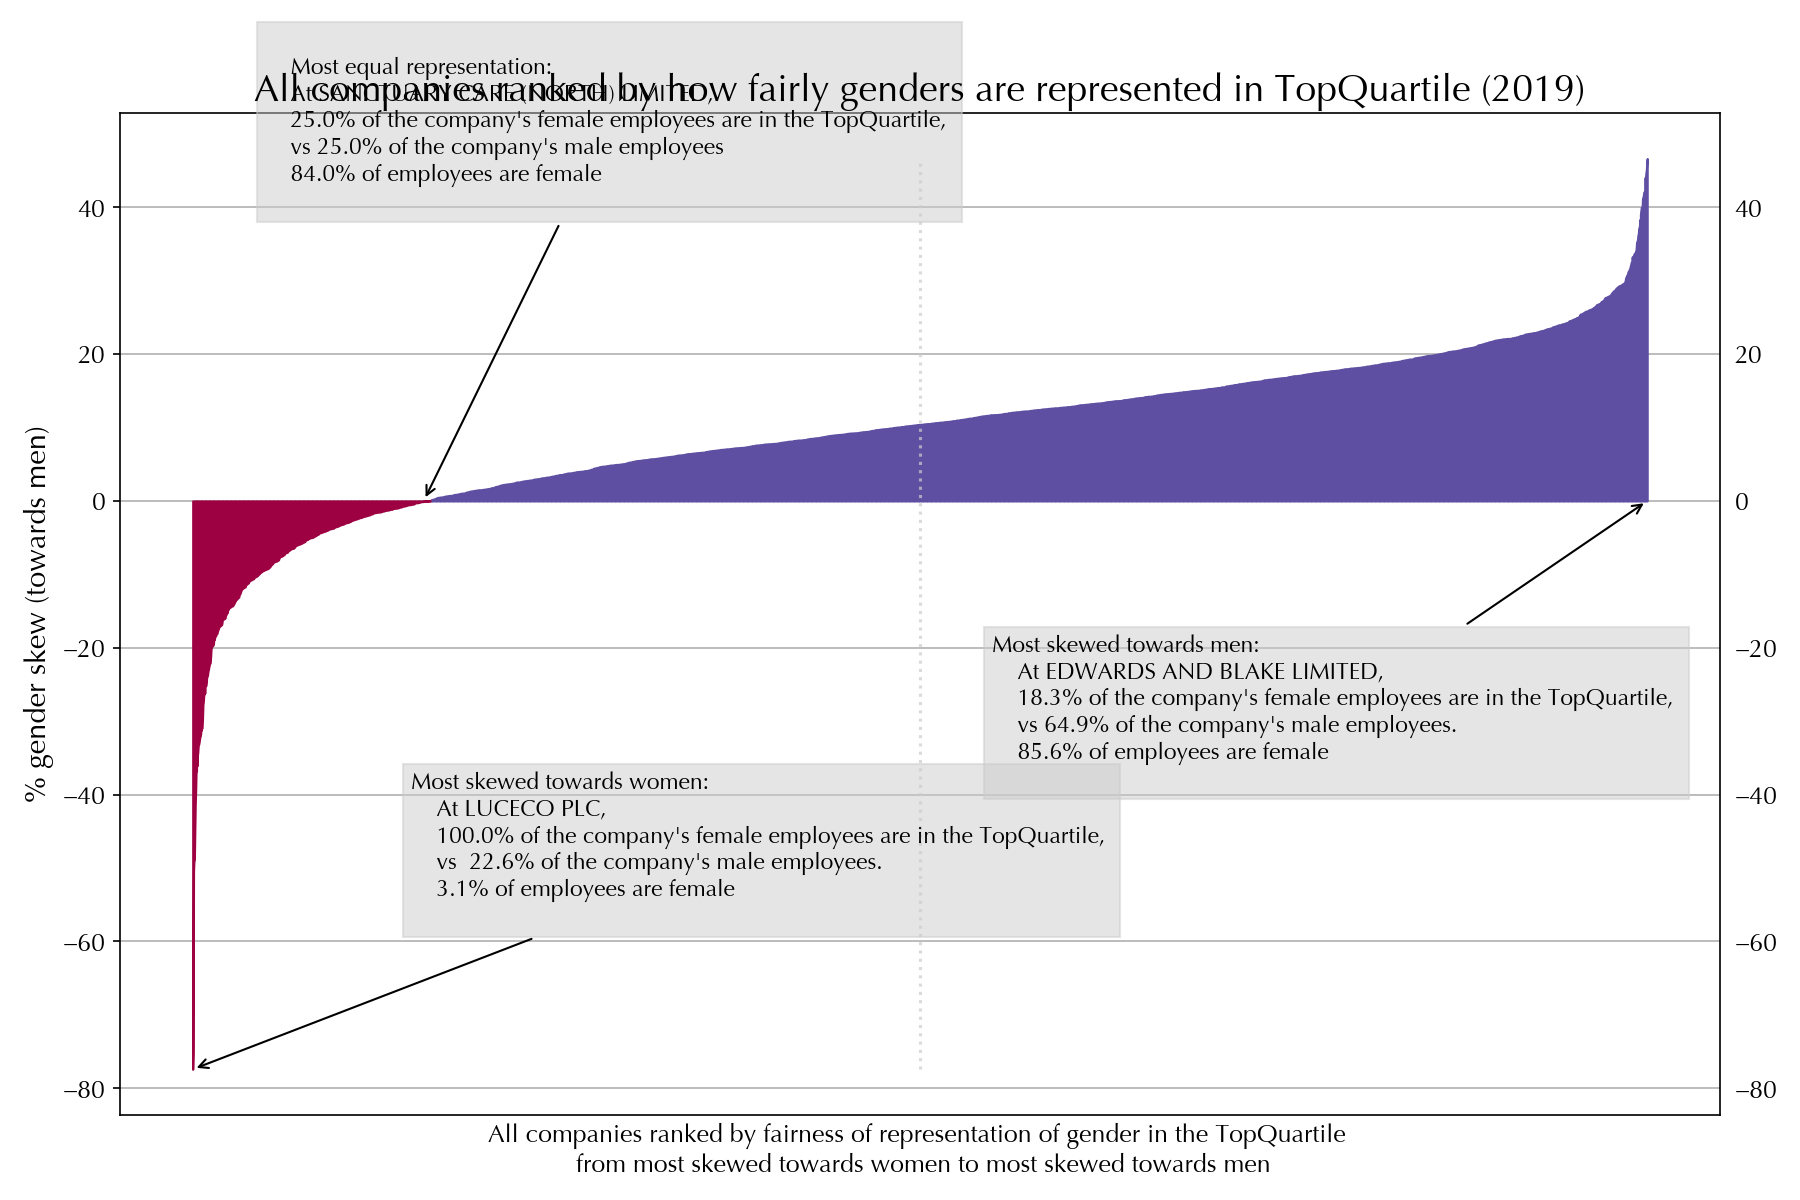 Most equal representation:
All companies ranked by how fairly genders are represented in TopQuartile (2019)
At SANCTUARY CARE (NORTH) LIMITED,
25.0% of the company's female employees are in the TopQuartile,
vs 25.0% of the company's male employees
84.0% of employees are female
40
40
20
20
% gender skew (towards men)
0
0
Most skewed towards men:
–20
–20
At EDWARDS AND BLAKE LIMITED,
18.3% of the company's female employees are in the TopQuartile,
vs 64.9% of the company's male employees.
85.6% of employees are female
Most skewed towards women:
–40
–40
At LUCECO PLC,
100.0% of the company's female employees are in the TopQuartile,
vs  22.6% of the company's male employees.
3.1% of employees are female
–60
–60
–80
–80
All companies ranked by fairness of representation of gender in the TopQuartile
from most skewed towards women to most skewed towards men